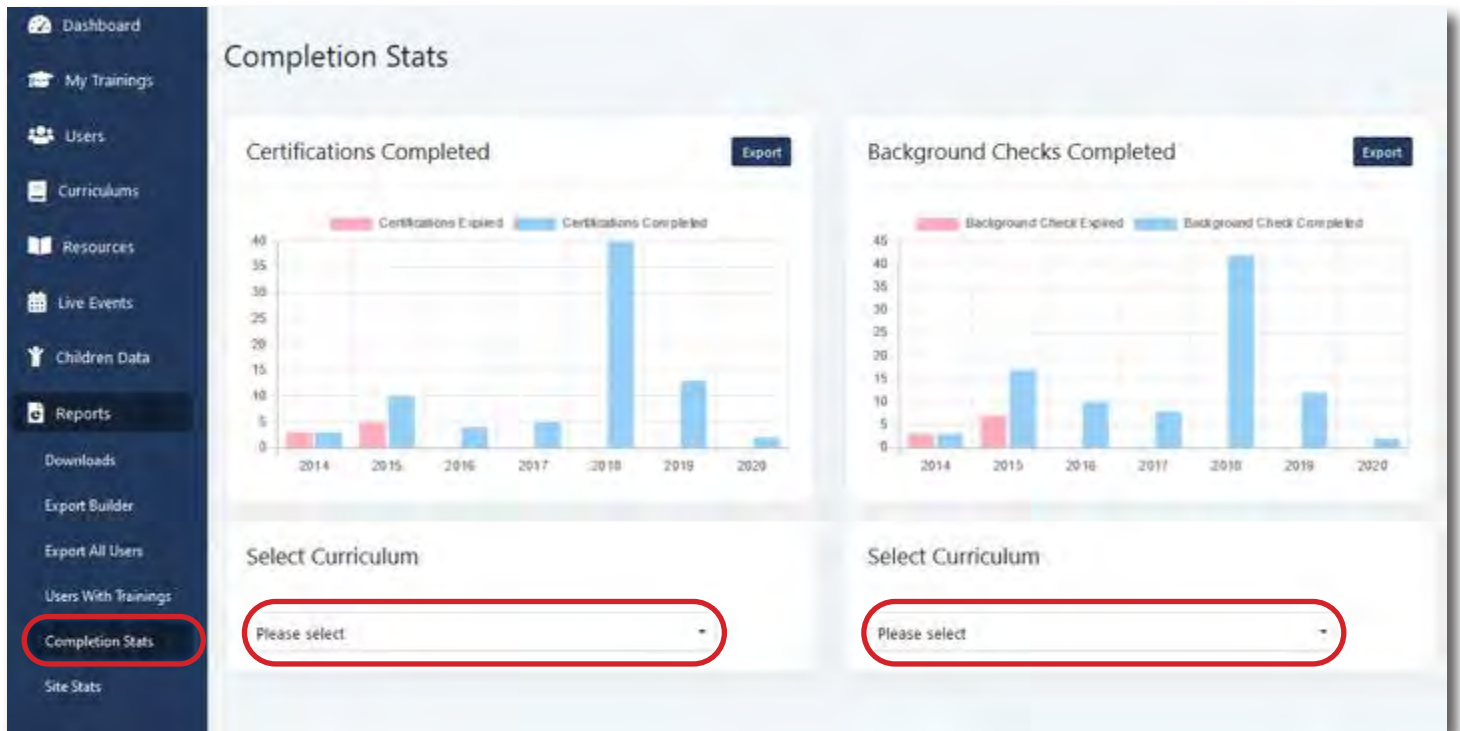 Dashboard
My Trainings
Users
Curriculums
Resources
Live Events
Children Data
Reports
Downloads
Export Builder
Export All Users
Users With Trainings
Completion Stats
Site Stats
Completion Stats
Certifications Completed
Export
Certifications Expired Certifications Completed
40
35
30
25
20
15
10
5
0
2014 2015 2016 2017 2018 2019 2020
Background Checks Completed
Export
Background Check Expired Background Check Completed
45
40
35
30
25
20
15
10
5
0
2014 2015 2016 2017 2018 2019 2020
Select Curriculum
Please select
Select Curriculum
Please select